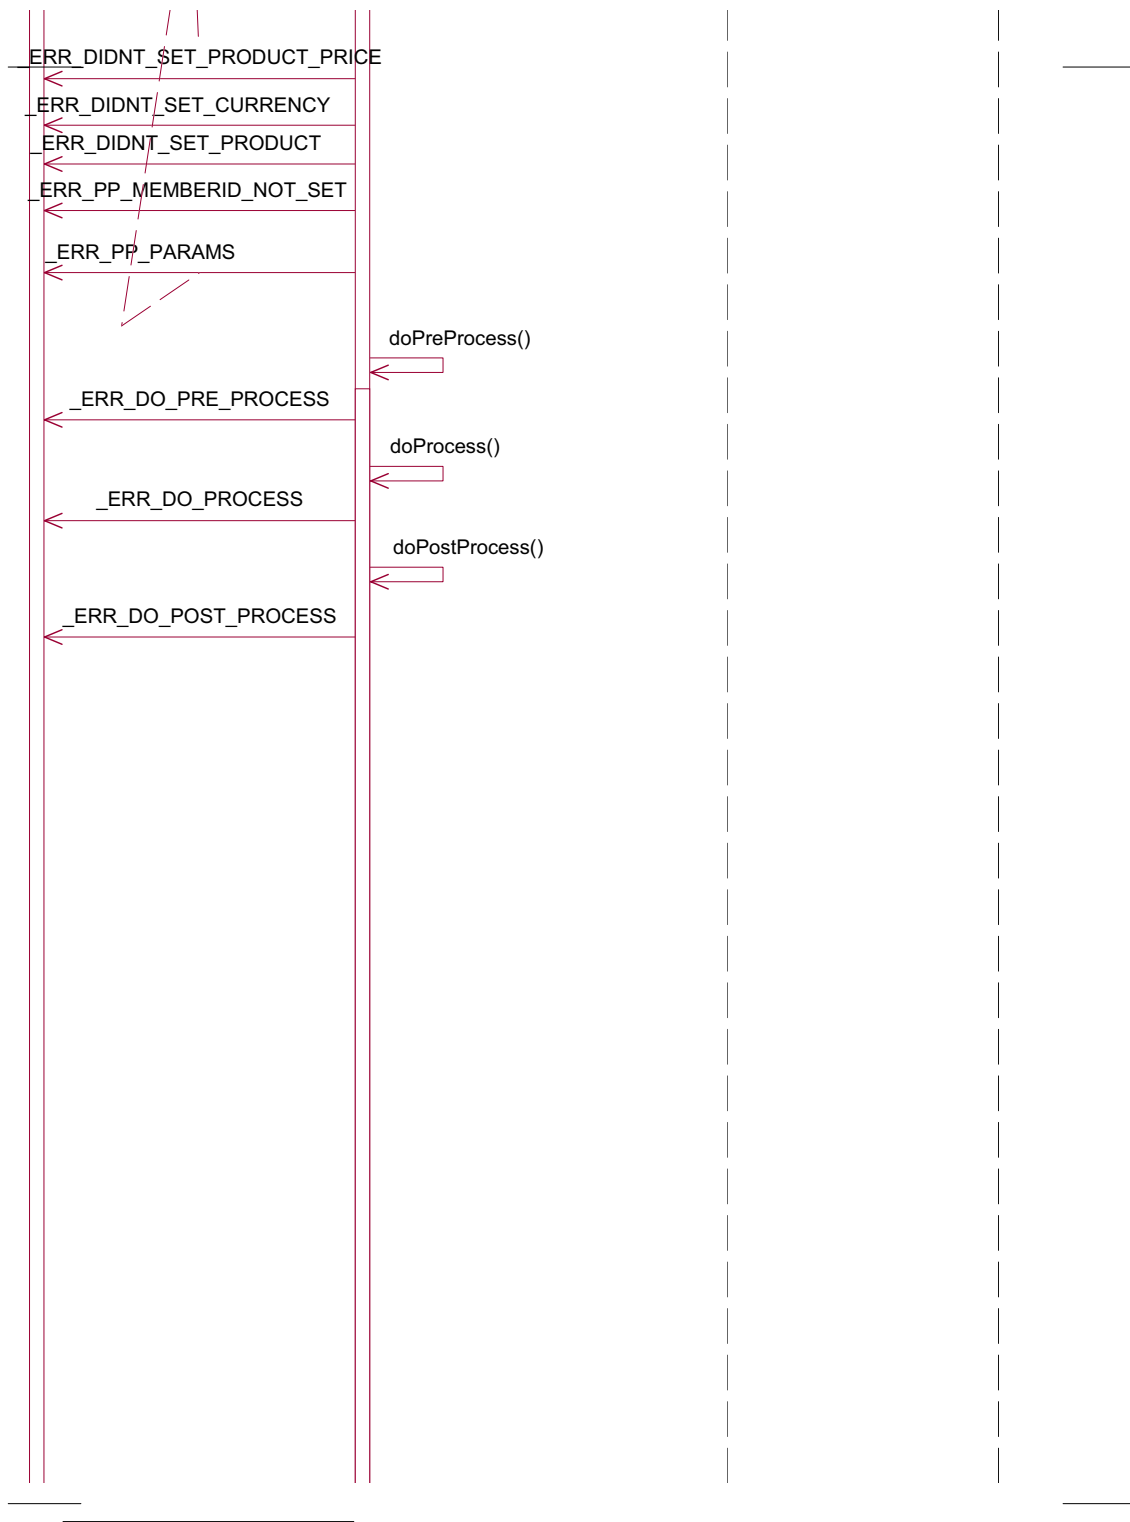 _ERR_DIDNT_SET_PRODUCT_PRICE
_ERR_DIDNT_SET_CURRENCY
_ERR_DIDNT_SET_PRODUCT
_ERR_PP_MEMBERID_NOT_SET
_ERR_PP_PARAMS
doPreProcess()
_ERR_DO_PRE_PROCESS
doProcess()
_ERR_DO_PROCESS
doPostProcess()
_ERR_DO_POST_PROCESS